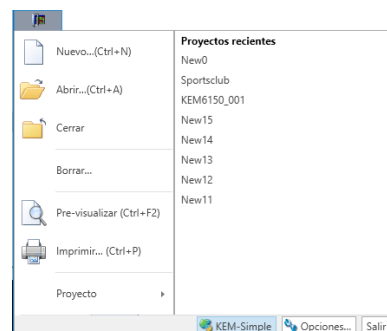 Nuevo...(Ctrl+N)
Abrir...(Ctrl+A)
Cerrar
Borrar...
Pre-visualizar (Ctrl+F2)
Imprimir... (Ctrl+P)
Proyecto
Proyectos recientes
New0
Sportsclub
KEM6150_001
New15
New14
New13
New12
New11
KEM-Simple
Opciones...
Salir